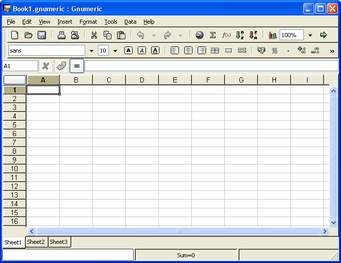 Book1.gnumeric : Gnumeric
File Edit View Insert Format Tools Data Help
100%
sans 10
A1 =
A B C D E F G H I
1
2
3
4
5
6
7
8
9
10
11
12
13
14
15
16
Sheet1 Sheet2 Sheet3
Sum=0